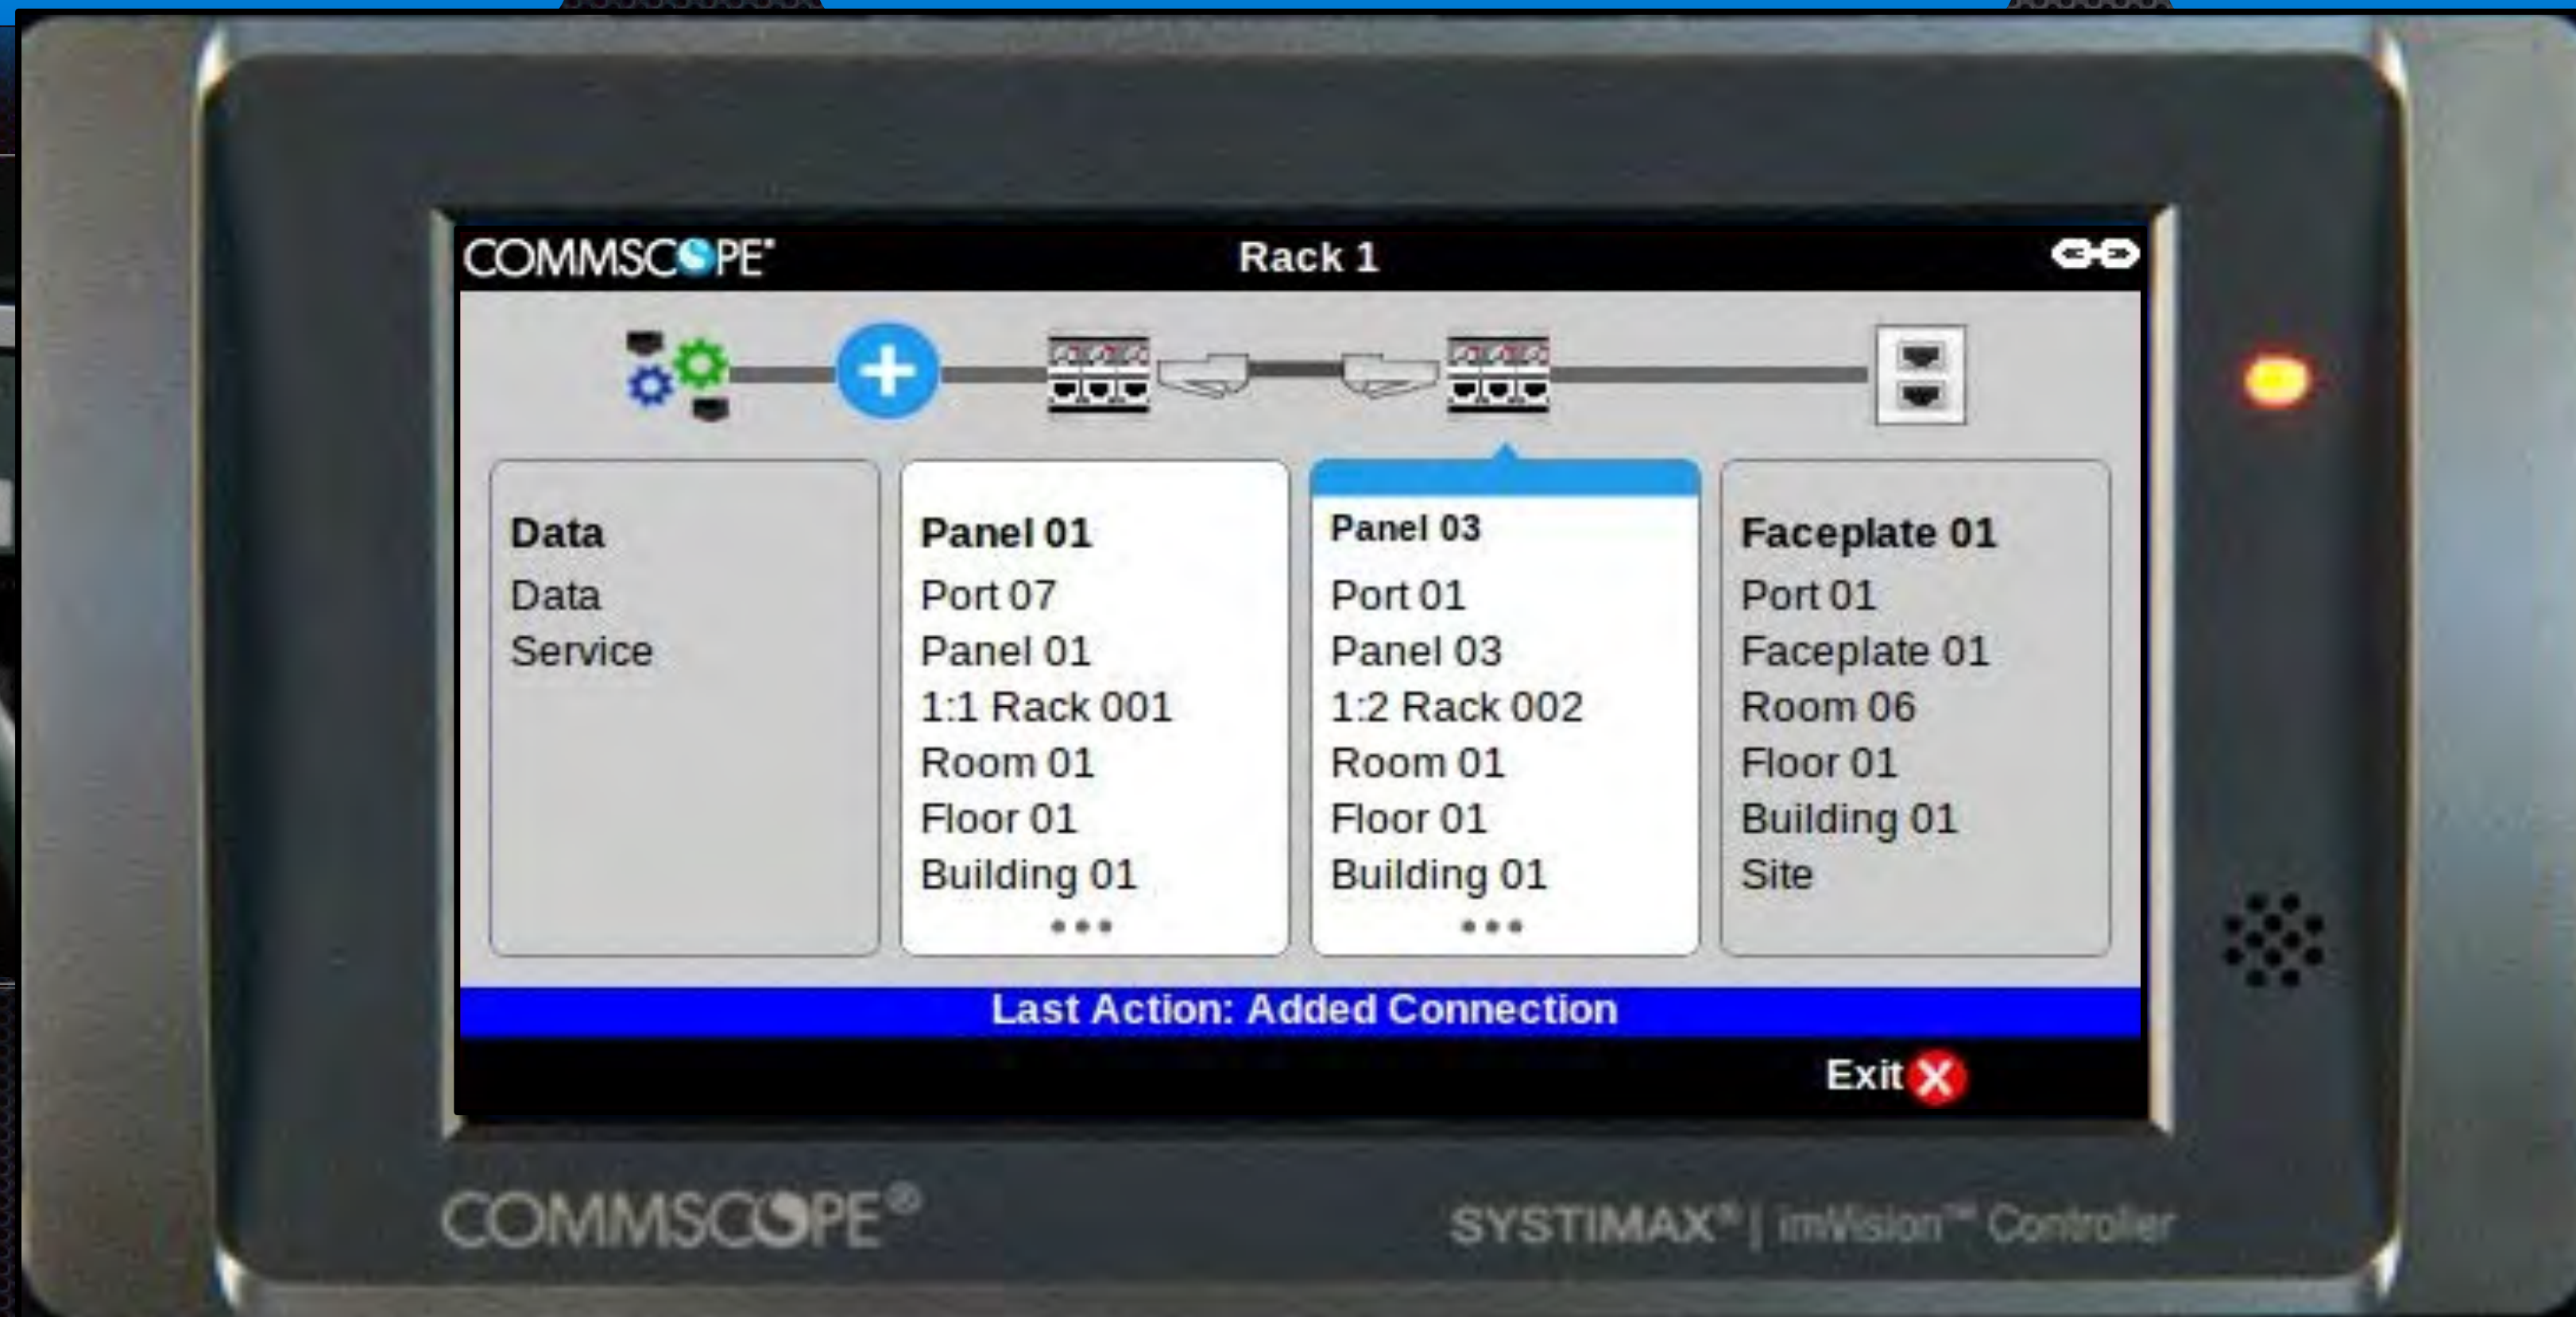 COMMSCOPE®
Rack 1
Data
Data
Service
Panel 01
Port 07
Panel 01
1:1 Rack 001
Room 01
Floor 01
Building 01
Panel 03
Port 01
Panel 03
1:2 Rack 002
Room 01
Floor 01
Building 01
Faceplate 01
Port 01
Faceplate 01
Room 06
Floor 01
Building 01
Site
Last Action: Added Connection
Exit
COMMSCOPE®
SYSTIMAX® | imVision™ Controller